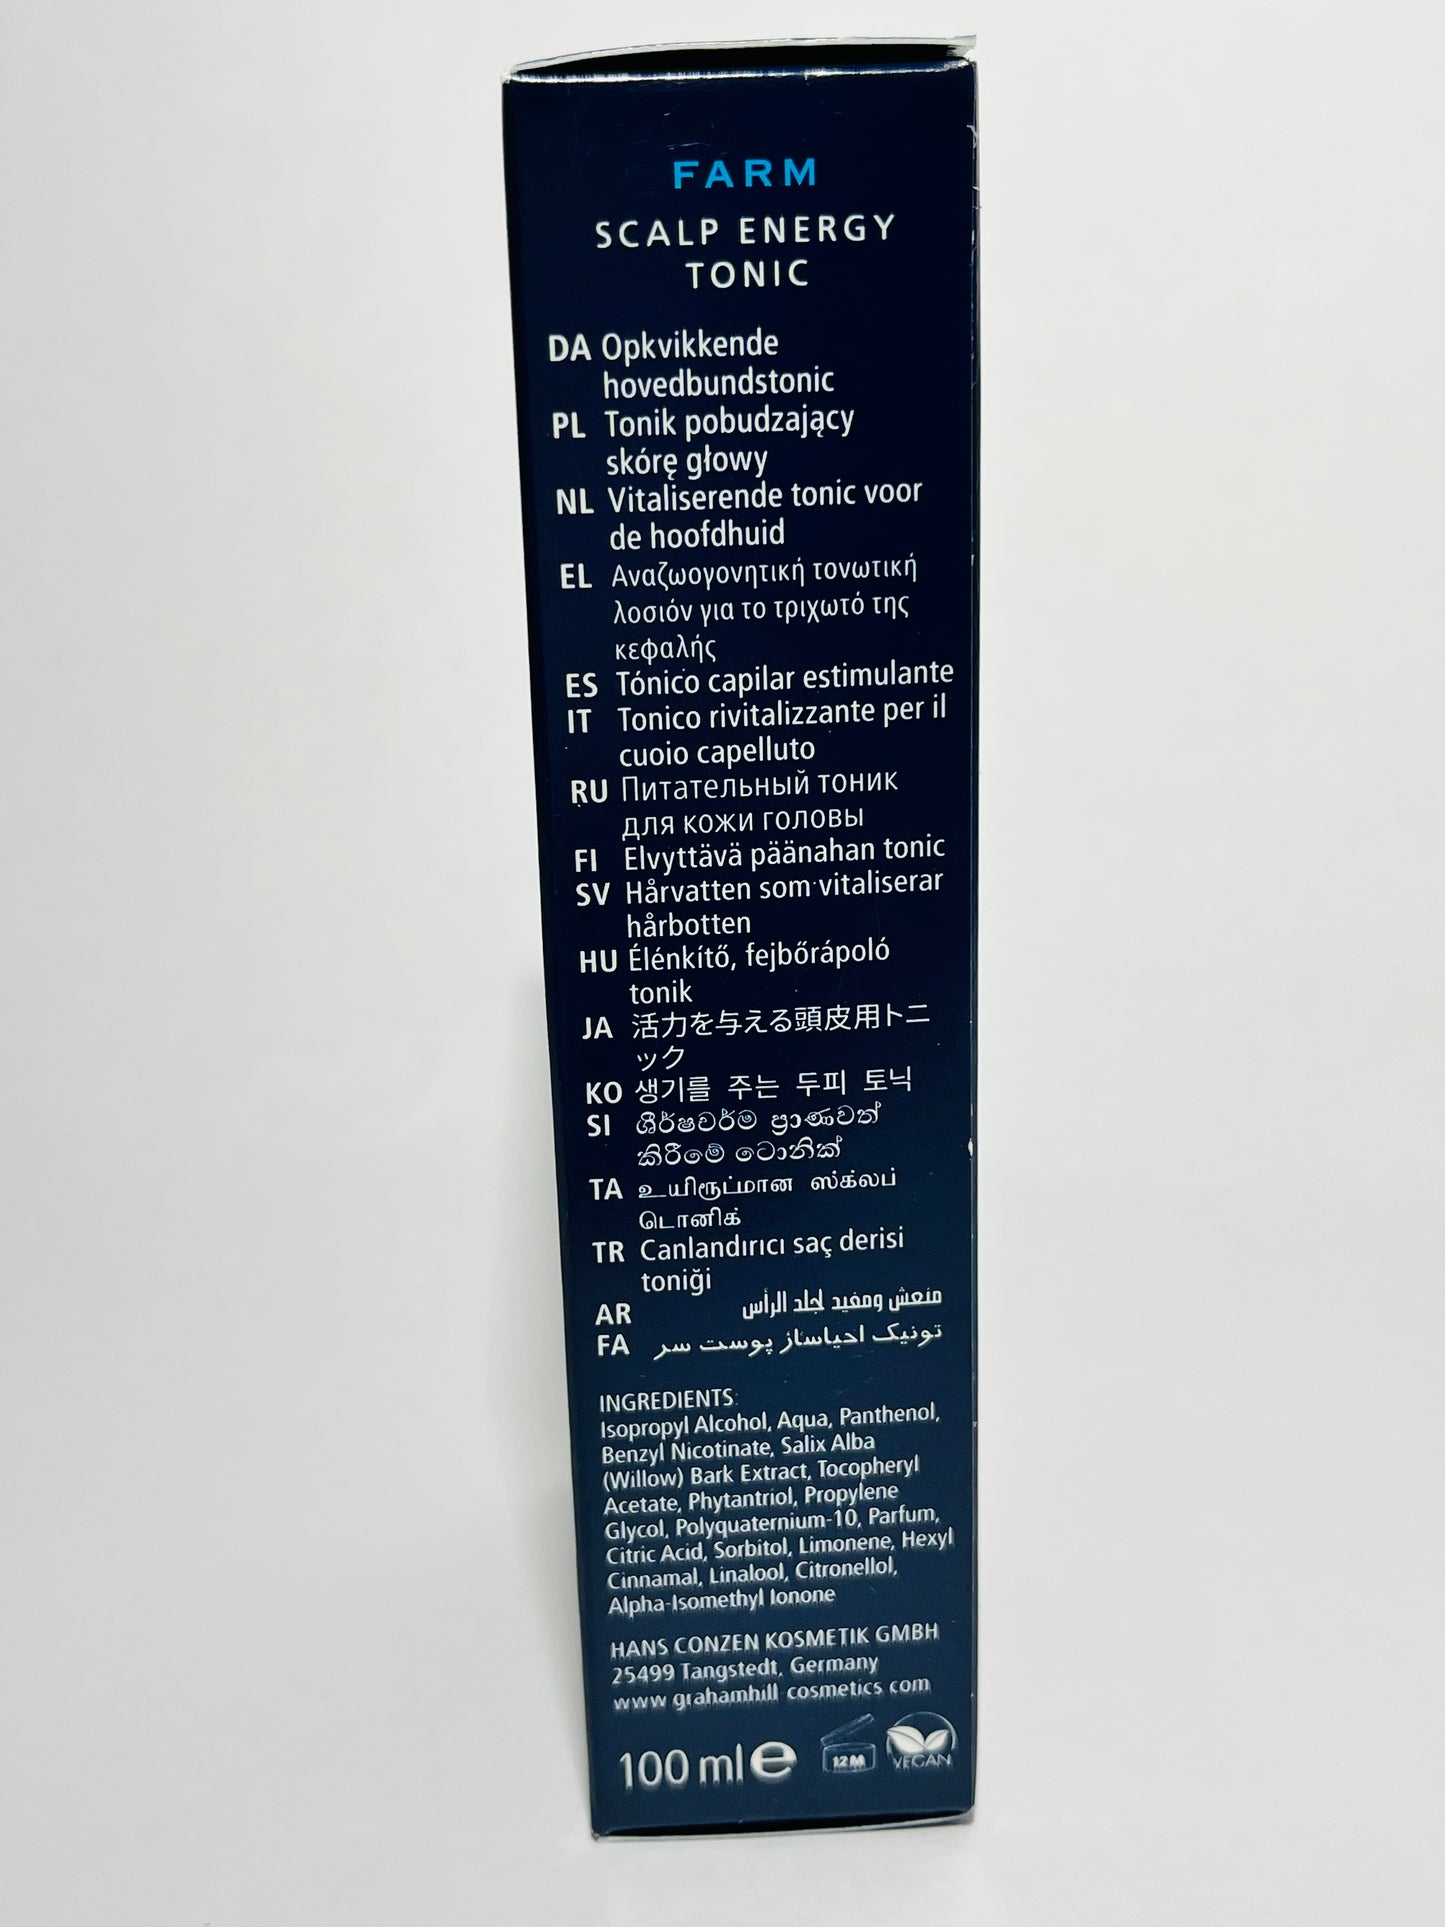 FARM
SCALP ENERGY
TONIC
DA Opkvikkende
hovedbundstonic
PL Tonik pobudzający
skórę głowy
NL Vitaliserende tonic voor
de hoofdhuid
EL Αναζωογονητική τονωτική
λοσιόν για το τριχωτό της
κεφαλής
ES Tónico capilar estimulante
IT Tonico rivitalizzante per il
cuoio capelluto
RU Питательный тоник
для кожи головы
FI Elvyttävä päänahan tonic
SV Hårvatten som vitaliserar
hårbotten
HU Élénkítő, fejbőrápoló
tonik
JA 活力を与える頭皮用トニ
ック
KO 생기를 주는 두피 토닉
SI ශීර්ෂචර්ම ප්‍රාණවත්
කිරීමේ ටොනික්
TA உயிரூட்மான ஸ்க்லப்
டொனிக்
TR Canlandırıcı saç derisi
toniği
AR منعش ومفيد لجلد الرأس
FA تونیک احیاساز پوست سر
INGREDIENTS:
Isopropyl Alcohol, Aqua, Panthenol,
Benzyl Nicotinate, Salix Alba
(Willow) Bark Extract, Tocopheryl
Acetate, Phytantriol, Propylene
Glycol, Polyquaternium-10, Parfum,
Citric Acid, Sorbitol, Limonene, Hexyl
Cinnamal, Linalool, Citronellol,
Alpha-Isomethyl Ionone
HANS CONZEN KOSMETIK GMBH
25499 Tangstedt, Germany
www.grahamhill-cosmetics.com
100 ml e 12M VEGAN